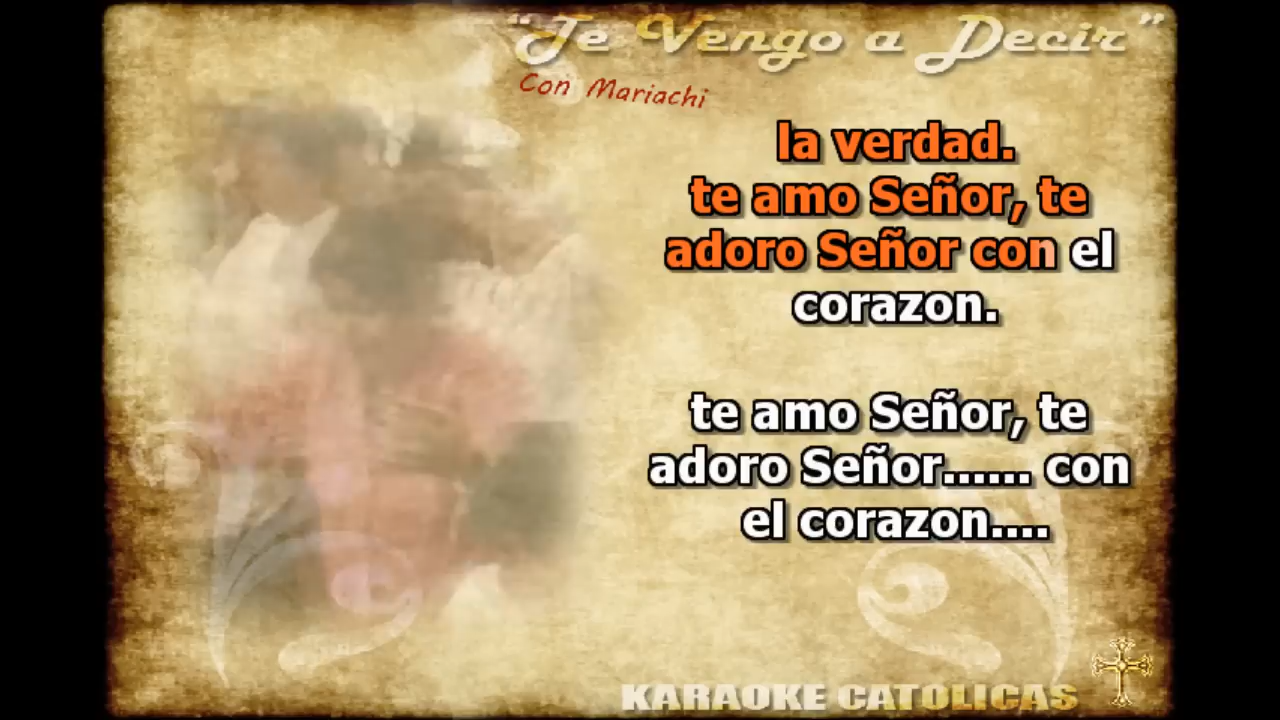 "Te Vengo a Decir"
Con Mariachi
la verdad.
te amo Señor, te
adoro Señor con el
corazon.
te amo Señor, te
adoro Señor...... con
el corazon....
KARAOKE CATOLICAS